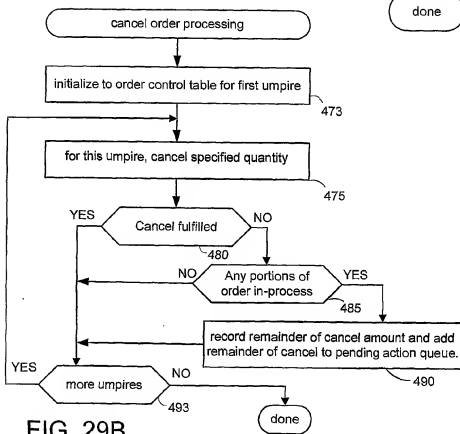 done
cancel order processing
initialize to order control table for first umpire
473
for this umpire, cancel specified quantity
475
YES
Cancel fulfilled
NO
480
NO
Any portions of
order in-process
YES
485
record remainder of cancel amount and add
remainder of cancel to pending action queue.
490
YES
more umpires
NO
493
done
FIG. 29B